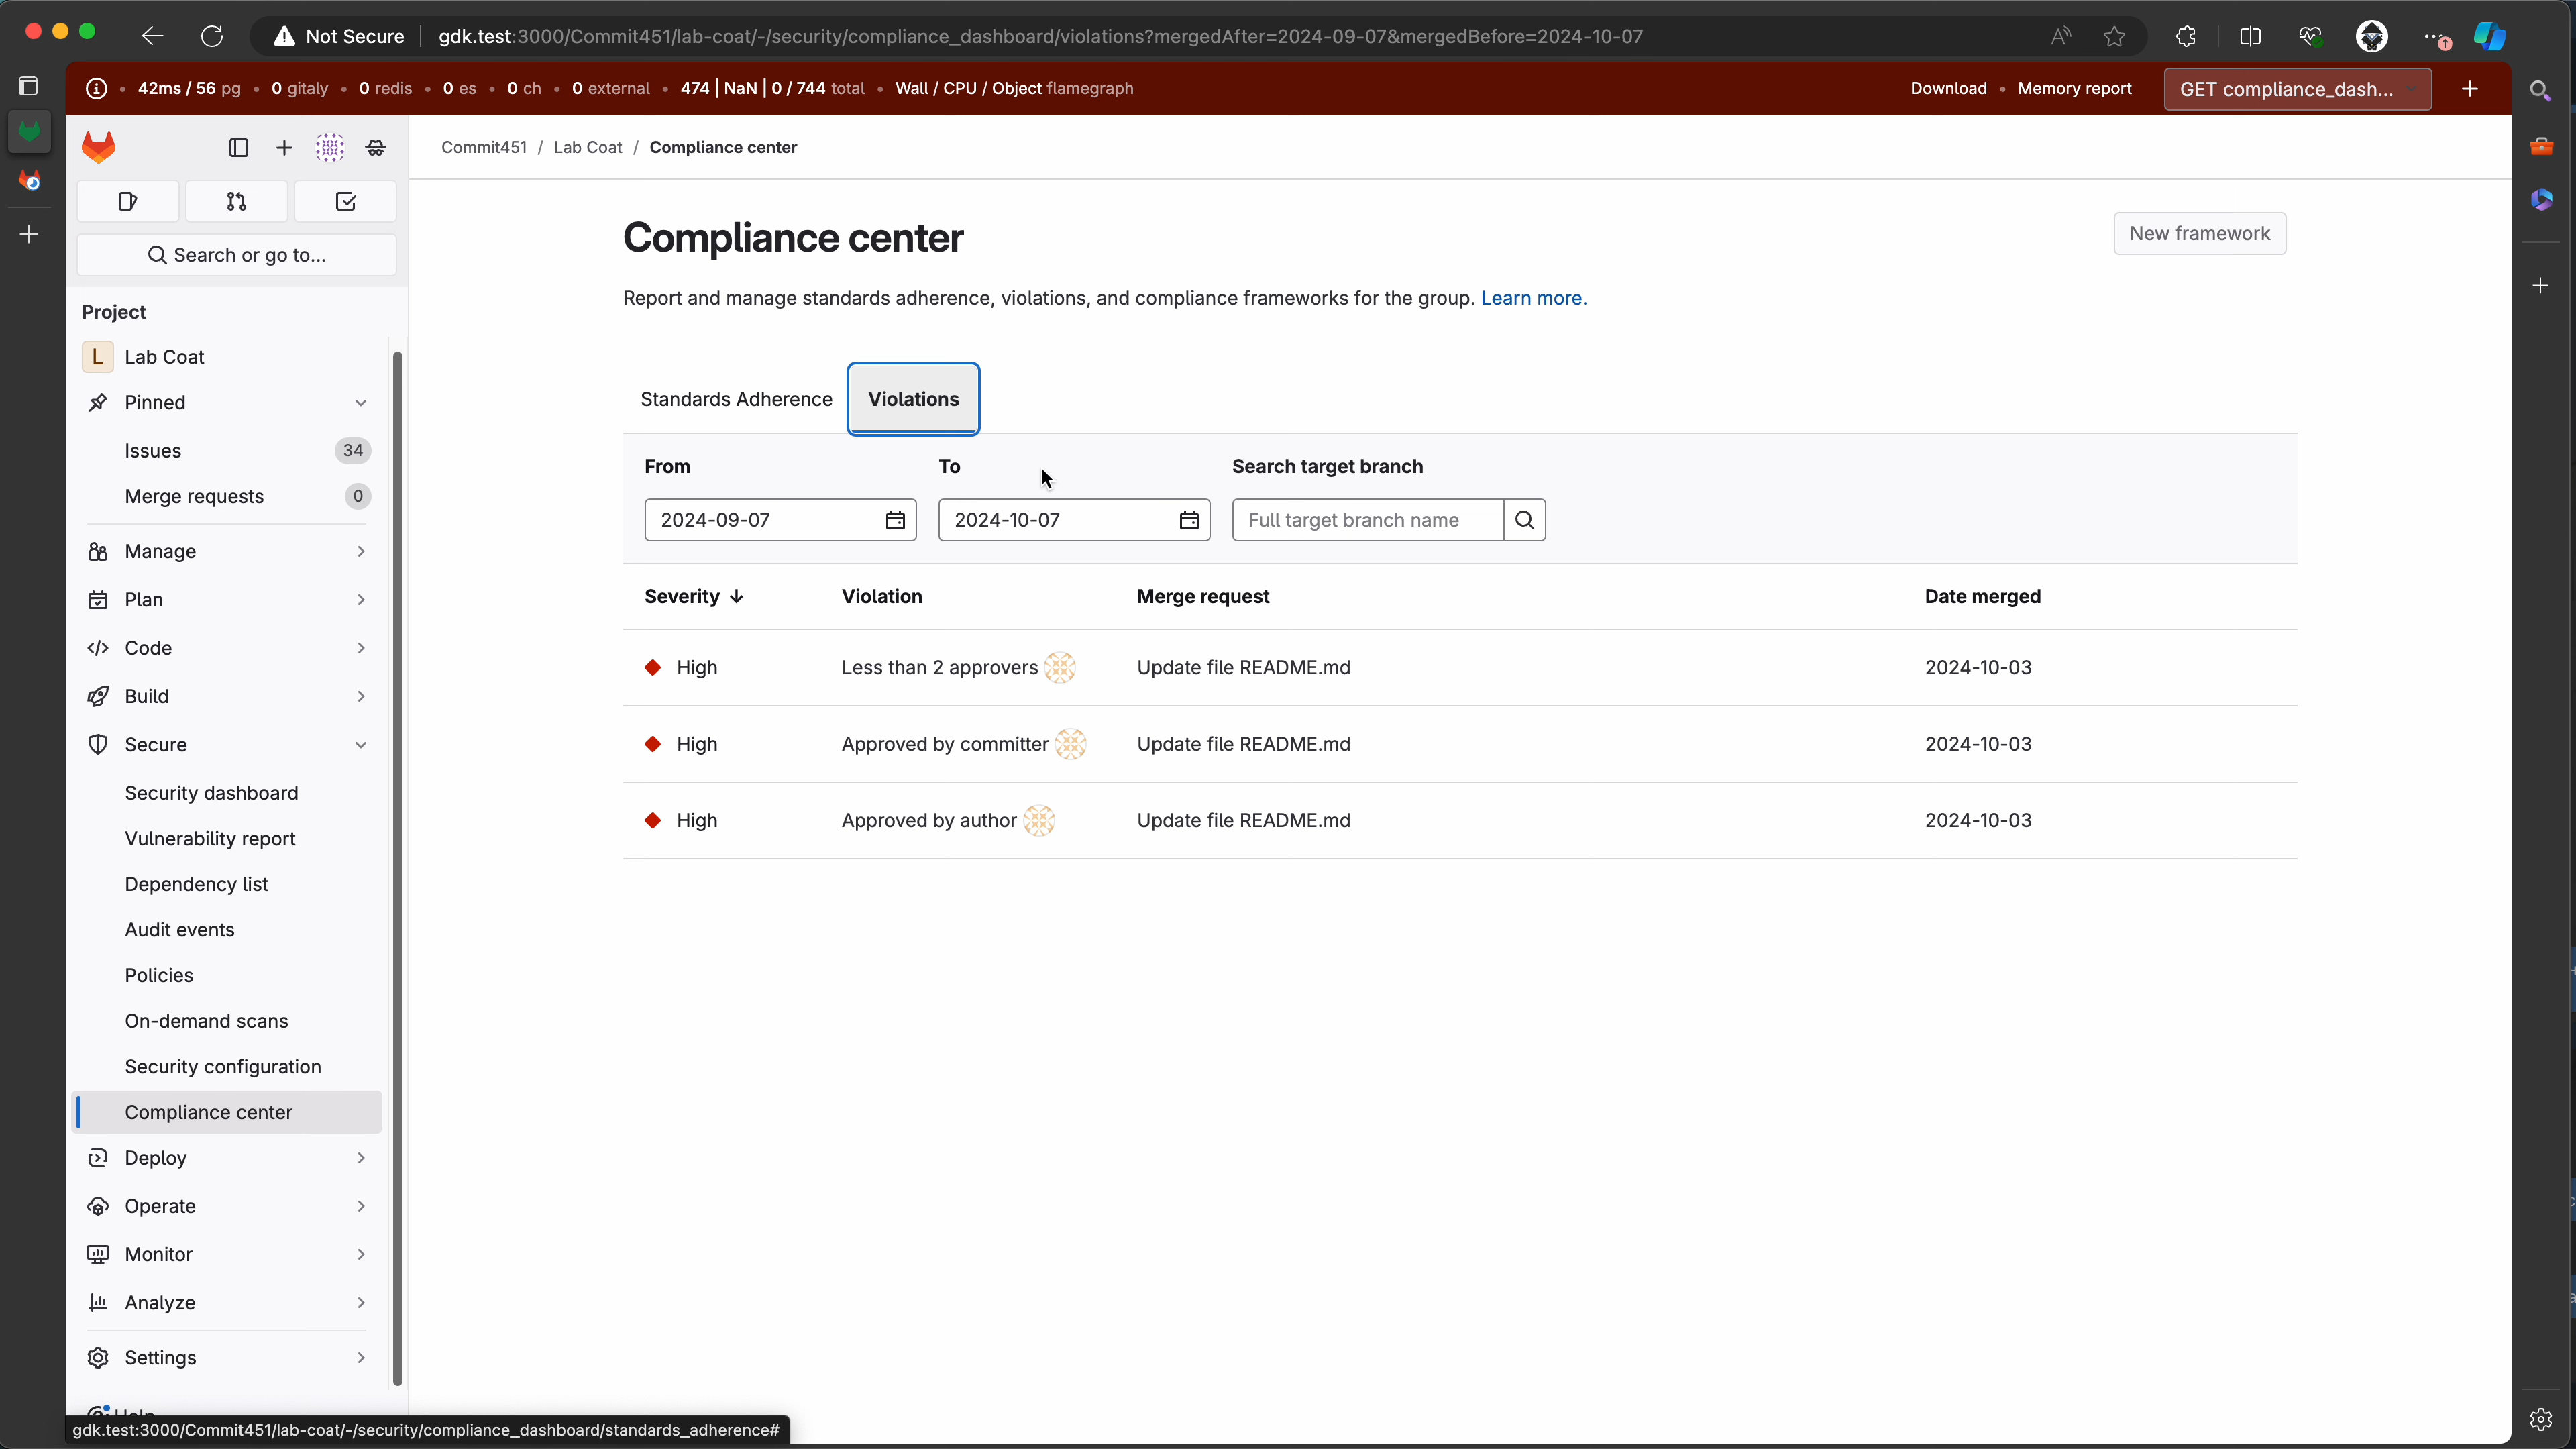 Not Secure
gdk.test:3000/Commit451/lab-coat/-/security/compliance_dashboard/violations?mergedAfter=2024-09-07&mergedBefore=2024-10-07
42ms / 56 pg • 0 gitaly • 0 redis • 0 es • 0 ch • 0 external • 474 | NaN | 0 / 744 total • Wall / CPU / Object flamegraph
Download • Memory report
GET compliance_dash...
Commit451 / Lab Coat / Compliance center
Search or go to...
Project
L Lab Coat
Pinned
Issues 34
Merge requests 0
Manage
Plan
Code
Build
Secure
Security dashboard
Vulnerability report
Dependency list
Audit events
Policies
On-demand scans
Security configuration
Compliance center
Deploy
Operate
Monitor
Analyze
Settings
Compliance center
New framework
Report and manage standards adherence, violations, and compliance frameworks for the group. Learn more.
Standards Adherence Violations
From To Search target branch
2024-09-07 2024-10-07 Full target branch name
Severity Violation Merge request Date merged
High Less than 2 approvers Update file README.md 2024-10-03
High Approved by committer Update file README.md 2024-10-03
High Approved by author Update file README.md 2024-10-03
gdk.test:3000/Commit451/lab-coat/-/security/compliance_dashboard/standards_adherence#